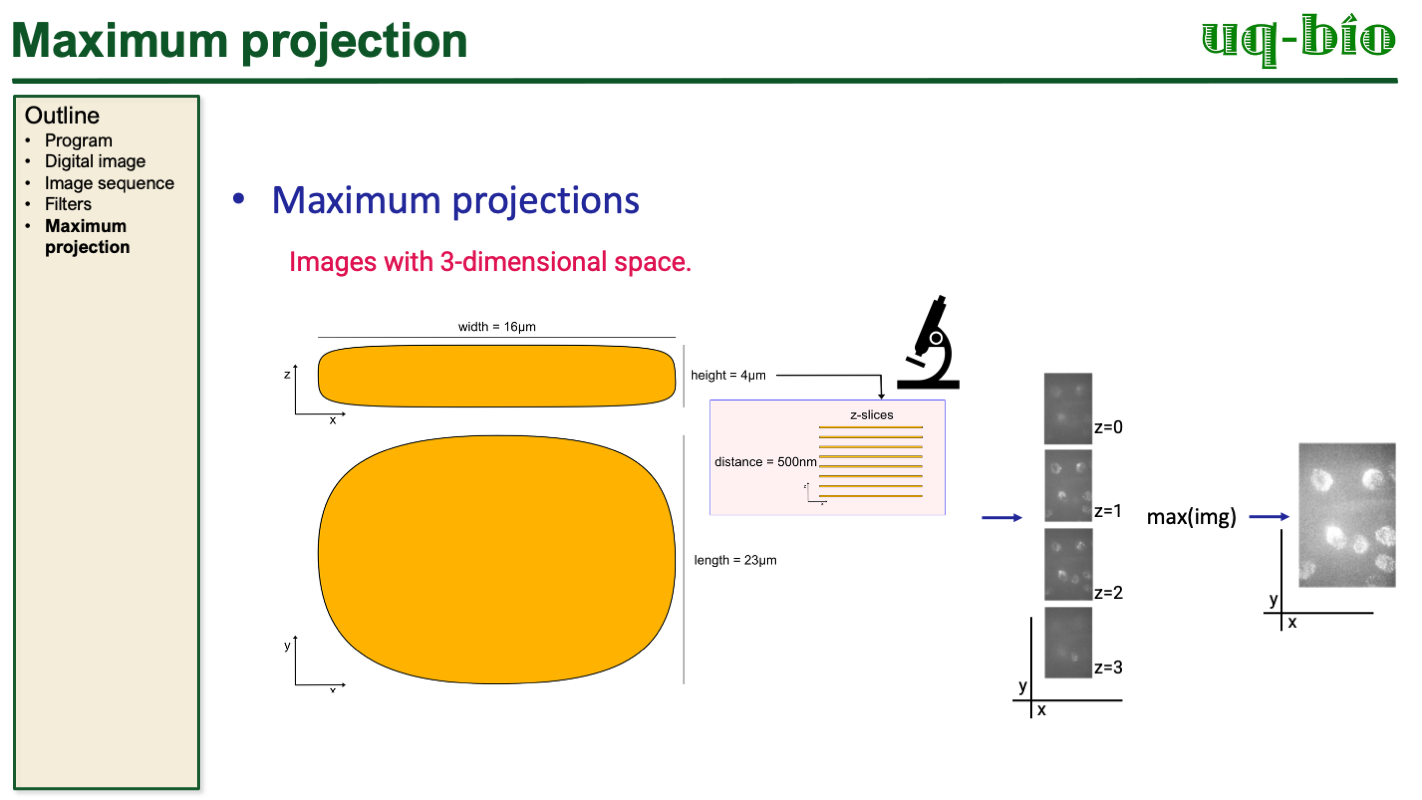 Maximum projection
uq-bio
Outline
• Program
• Digital image
• Image sequence
• Filters
• Maximum
projection
• Maximum projections
Images with 3-dimensional space.
width = 16µm
z
x
height = 4µm
z-slices
distance = 500nm
length = 23µm
y
x
z=0
z=1
z=2
z=3
y
x
max(img)
y
x